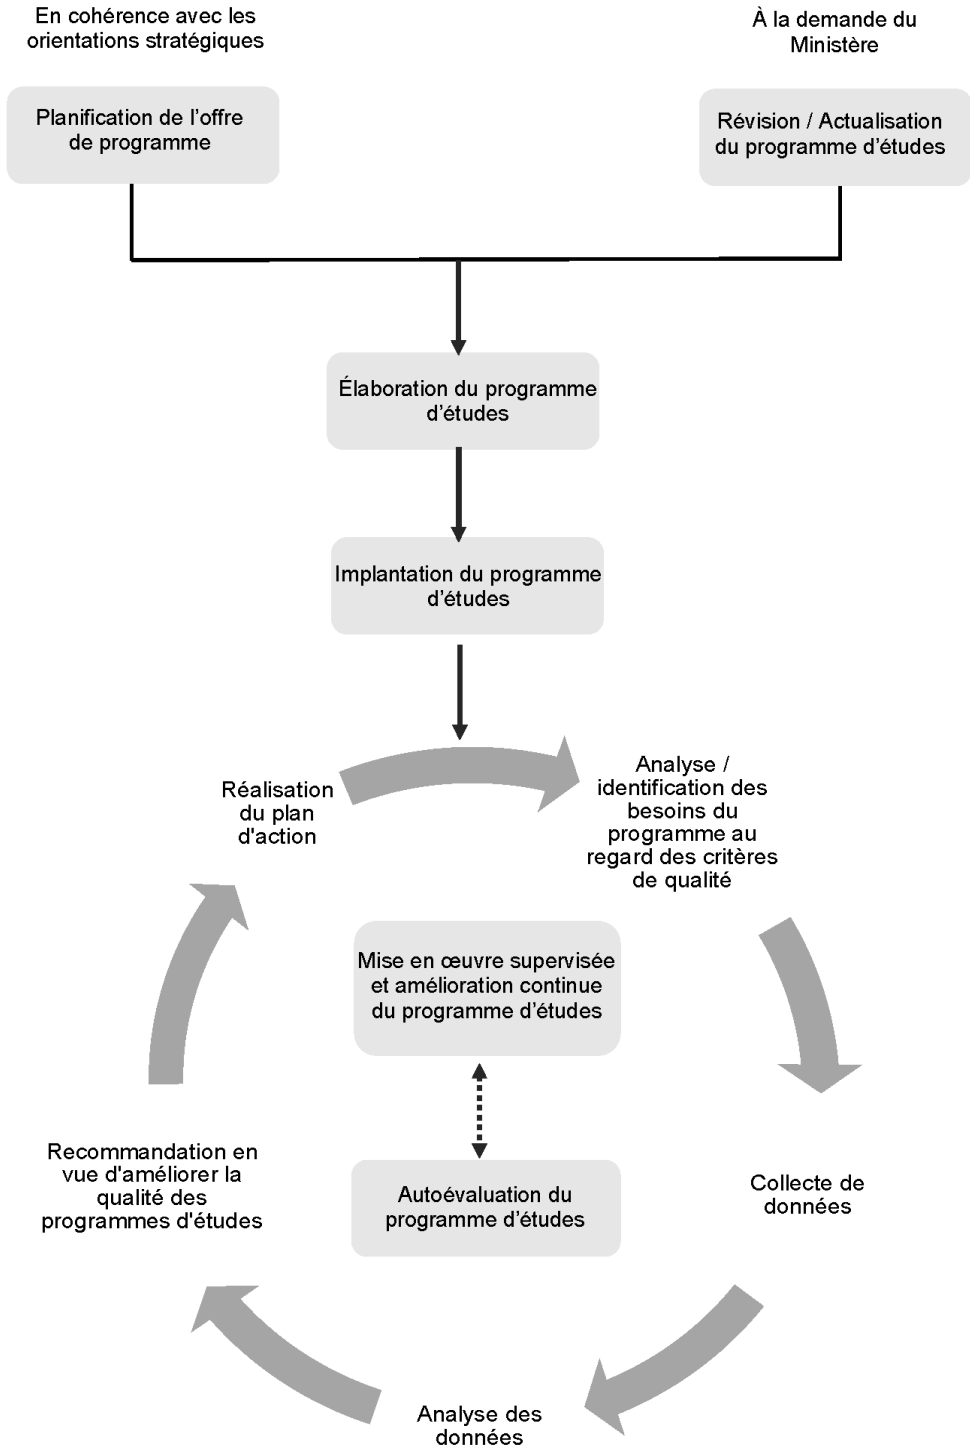 En cohérence avec les
orientations stratégiques
À la demande du
Ministère
Planification de l’offre
de programme
Révision / Actualisation
du programme d’études
Élaboration du programme
d’études
Implantation du programme
d’études
Réalisation
du plan
d'action
Analyse /
identification des
besoins du
programme au
regard des critères
de qualité
Mise en œuvre supervisée
et amélioration continue
du programme d’études
Recommandation en
vue d'améliorer la
qualité des
programmes d'études
Autoévaluation du
programme d’études
Collecte de
données
Analyse des
données